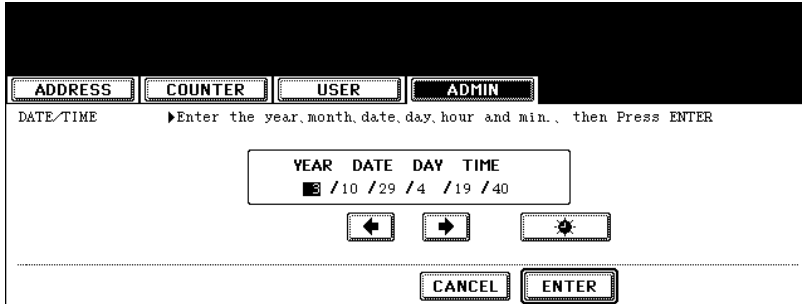 ADDRESS COUNTER USER ADMIN
DATE/TIME ▶Enter the year、month、date、day、hour and min.、 then Press ENTER
YEAR DATE DAY TIME
3 /10 /29 /4 /19 /40
CANCEL ENTER